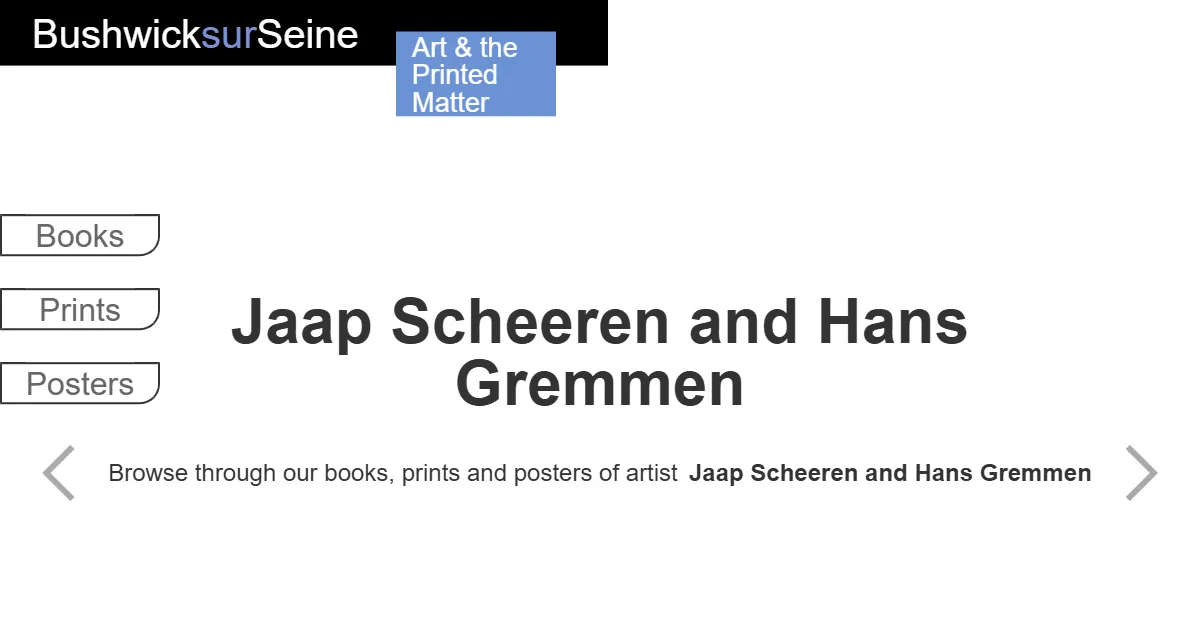 BushwicksurSeine
Art & the
Printed
Matter
Books
Prints
Posters
Jaap Scheeren and Hans
Gremmen
Browse through our books, prints and posters of artist Jaap Scheeren and Hans Gremmen